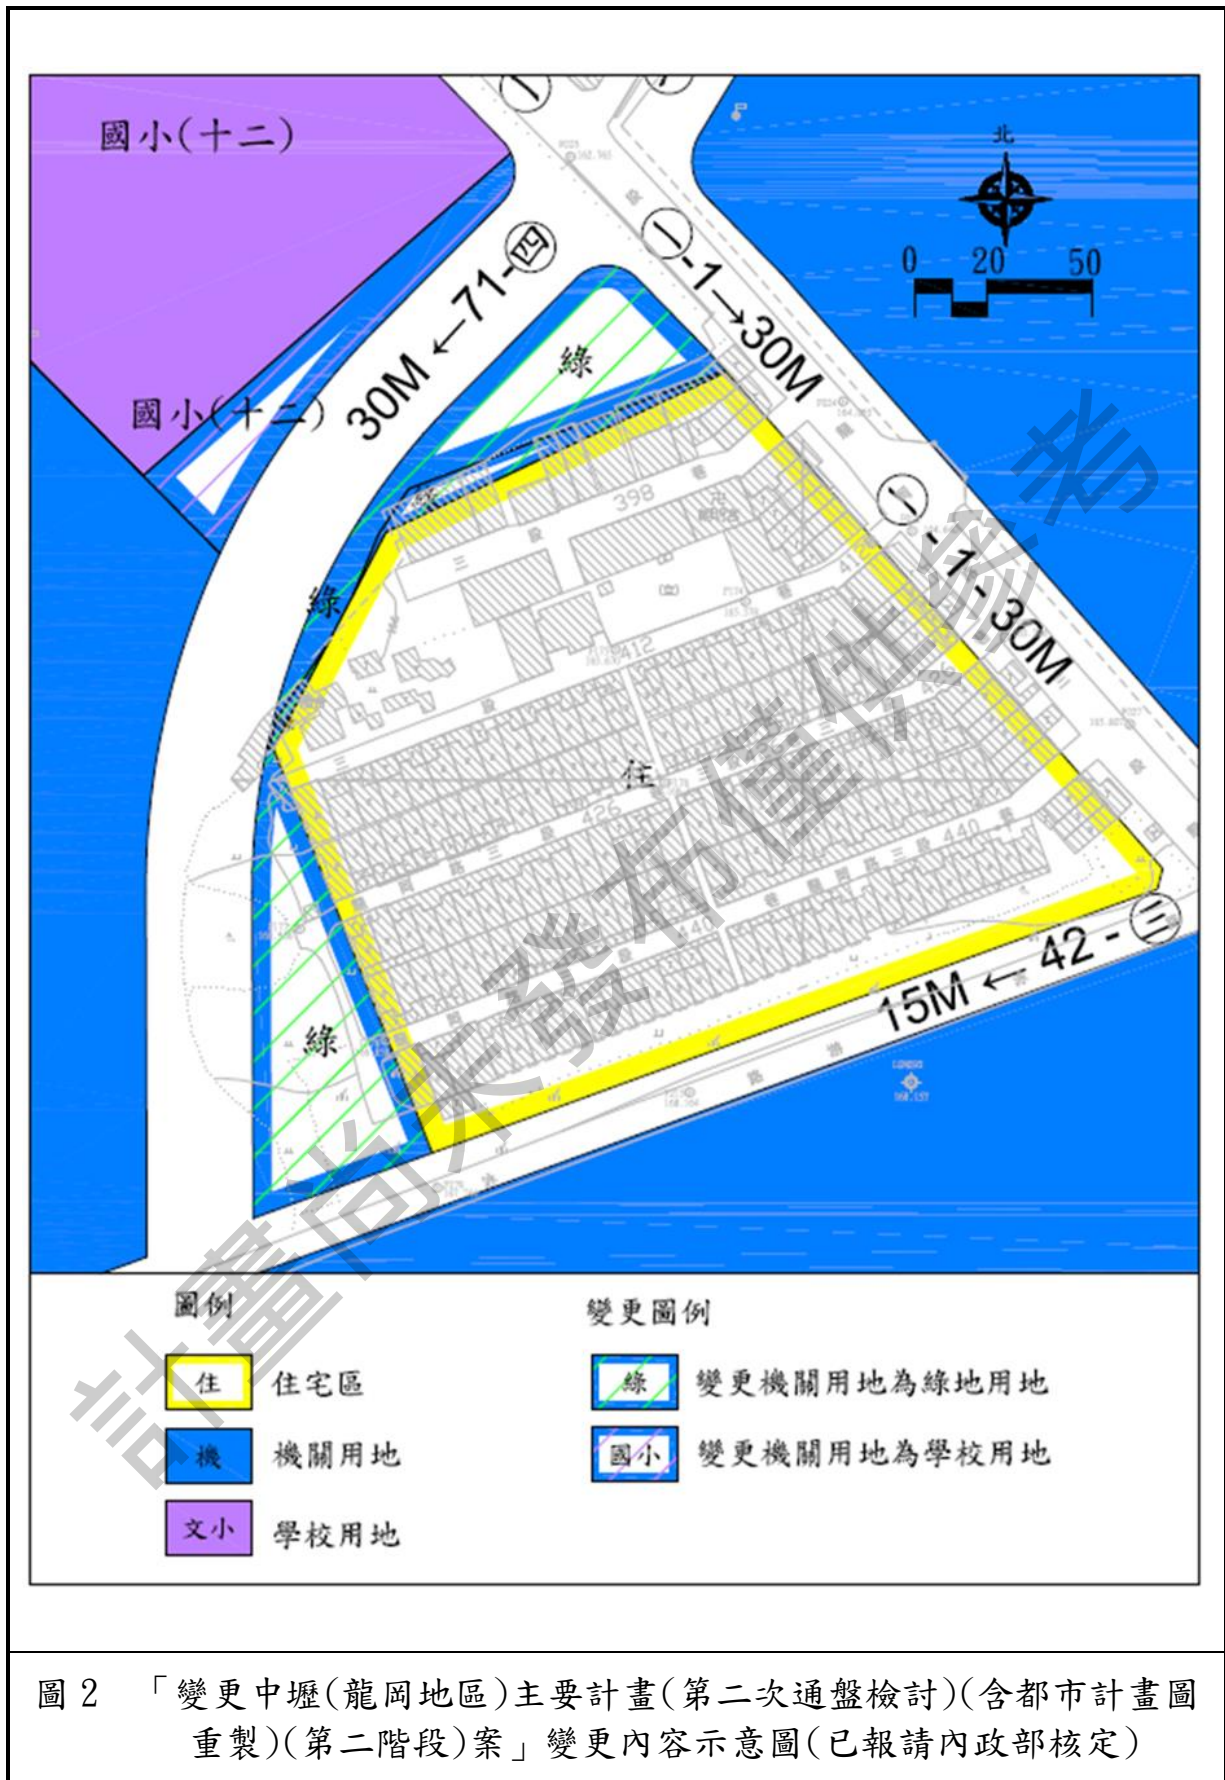 國小(十二)
北
0 20 50
㊀-1→30M
30M←71-㊃
綠
國小(十二)
398
三段
㊀-1-30M
綠
412
住
426
440
綠
15M ← 42-㊂
計畫尚未發布僅供參考
圖例
變更圖例
住 住宅區
綠 變更機關用地為綠地用地
機 機關用地
國小 變更機關用地為學校用地
文小 學校用地
圖 2 「變更中壢(龍岡地區)主要計畫(第二次通盤檢討)(含都市計畫圖
重製)(第二階段)案」變更內容示意圖(已報請內政部核定)